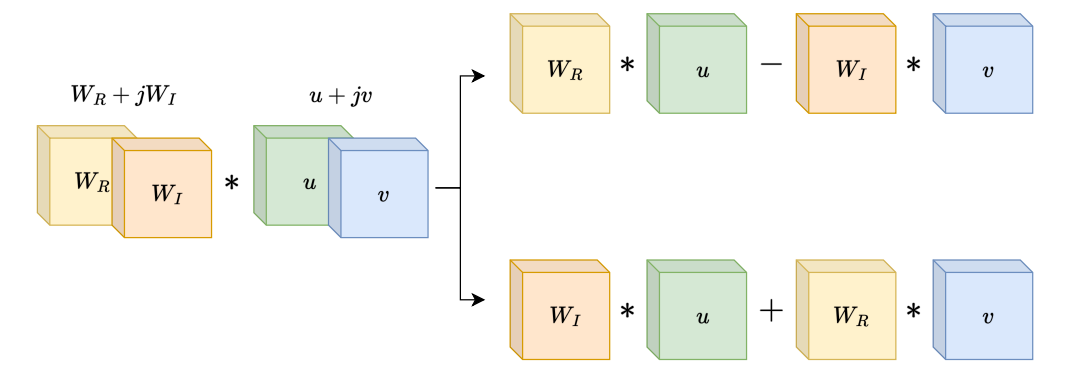 W_R + jW_I
u + jv
W_R W_I * u v
W_R * u − W_I * v
W_I * u + W_R * v